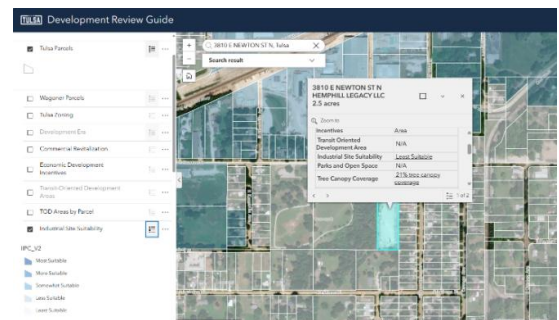 TULSA Development Review Guide
Tulsa Parcels
Wagoner Parcels
Tulsa Zoning
Development Era
Commercial Revitalization
Economic Development
Incentives
Transit Oriented Development
Areas
TOD Areas by Parcel
Industrial Site Suitability
IPC_V2
Most Suitable
More Suitable
Somewhat Suitable
Less Suitable
Least Suitable
3810 E NEWTON ST N, Tulsa
Search result
3810 E NEWTON ST N
HEMPHILL LEGACY LLC
2.5 acres
Zoom to
Incentives Area
Transit Oriented
Development Area N/A
Industrial Site Suitability Least Suitable
Parks and Open Space N/A
Tree Canopy Coverage 21% tree canopy
coverage
1 of 2